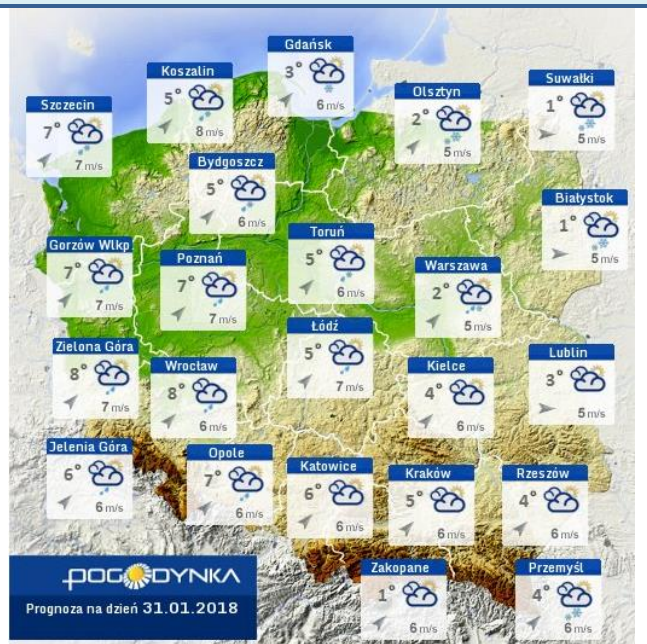 Gdańsk
3°
6 m/s
Koszalin
5°
8 m/s
Suwałki
1°
5 m/s
Olsztyn
2°
5 m/s
Szczecin
7°
7 m/s
Bydgoszcz
5°
6 m/s
Białystok
1°
5 m/s
Toruń
5°
6 m/s
Gorzów Wlkp
7°
7 m/s
Poznań
7°
7 m/s
Warszawa
2°
5 m/s
Łódź
5°
7 m/s
Zielona Góra
8°
7 m/s
Wrocław
8°
6 m/s
Kielce
4°
6 m/s
Lublin
3°
5 m/s
Jelenia Góra
6°
6 m/s
Opole
7°
6 m/s
Katowice
6°
6 m/s
Kraków
5°
6 m/s
Rzeszów
4°
6 m/s
Zakopane
1°
6 m/s
Przemyśl
4°
6 m/s
POGODYNKA
Prognoza na dzień 31.01.2018